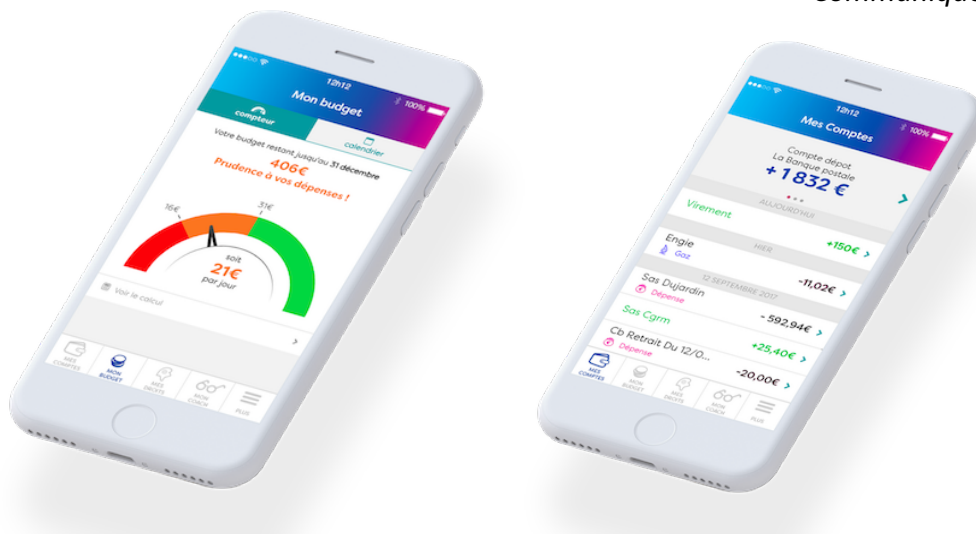 Communiqué
12h12
100%
Mon budget
compteur
calendrier
Votre budget restant jusqu'au 31 décembre
406€
Prudence à vos dépenses !
16€
31€
soit
21€
par jour
Voir le calcul
MES COMPTES
MON BUDGET
MES DROITS
MON COACH
PLUS
12h12
100%
Mes Comptes
Compte dépôt
La Banque postale
+ 1 832 €
AUJOURD'HUI
Virement
+150€
HIER
Engie
Gaz
-11,02€
12 SEPTEMBRE 2017
Sas Dujardin
Dépense
- 592,94€
Sas Cgrm
+25,40€
Cb Retrait Du 12/0...
Dépense
-20,00€
MES COMPTES
MON BUDGET
MES DROITS
MON COACH
PLUS